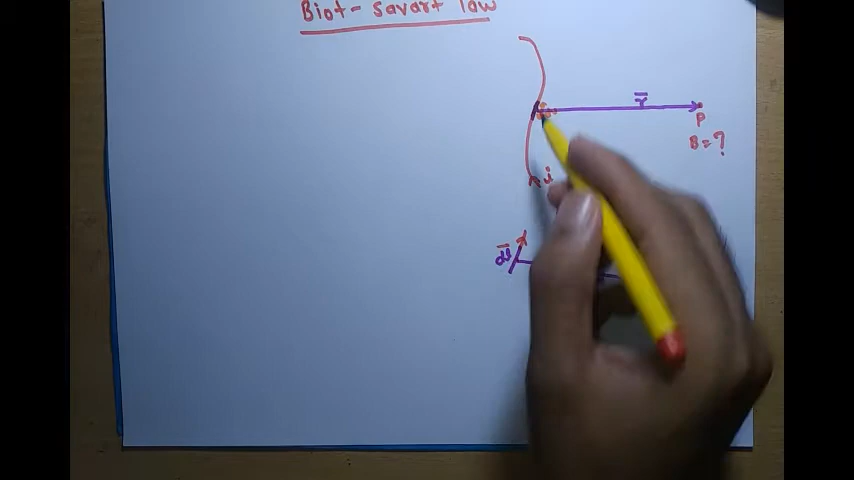 Biot - savart law
r̅
P
B = ?
i
d̅l̅